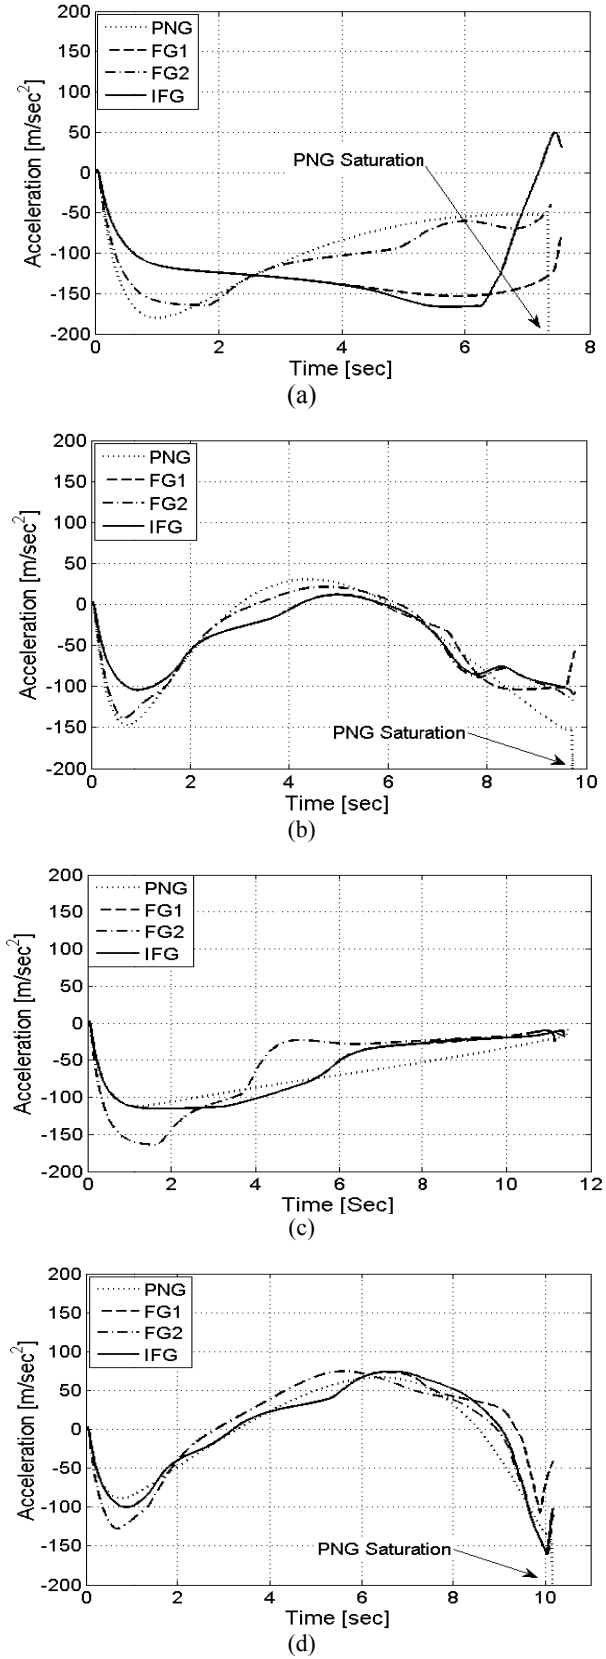 200
150
100
50
0
-50
-100
-150
-200
Acceleration [m/sec²]
PNG
FG1
FG2
IFG
PNG Saturation
0 2 4 6 8
Time [sec]
(a)
200
150
100
50
0
-50
-100
-150
-200
Acceleration [m/sec²]
PNG
FG1
FG2
IFG
PNG Saturation
0 2 4 6 8 10
Time [sec]
(b)
200
150
100
50
0
-50
-100
-150
-200
Acceleration [m/sec²]
PNG
FG1
FG2
IFG
0 2 4 6 8 10 12
Time [Sec]
(c)
200
150
100
50
0
-50
-100
-150
-200
Acceleration [m/sec²]
PNG
FG1
FG2
IFG
PNG Saturation
0 2 4 6 8 10
Time [sec]
(d)